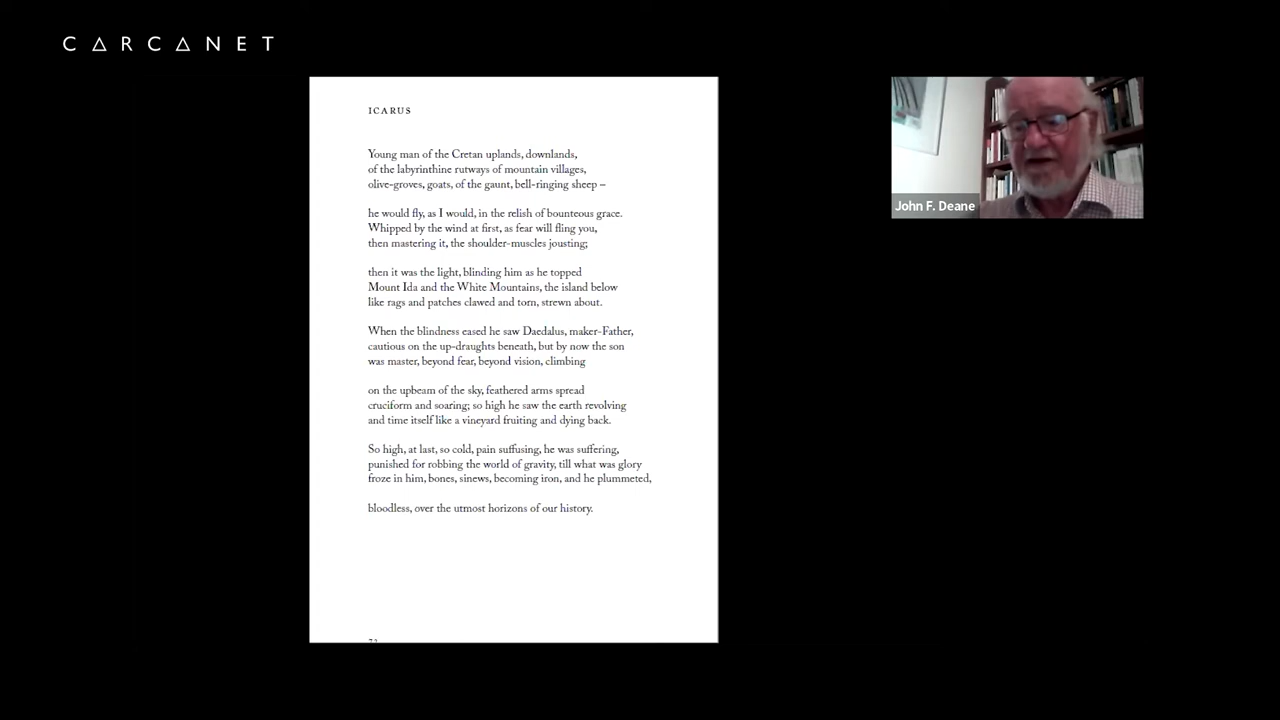 CARCANET
ICARUS
Young man of the Cretan uplands, downlands,
of the labyrinthine rutways of mountain villages,
olive-groves, goats, of the gaunt, bell-ringing sheep –
he would fly, as I would, in the relish of bounteous grace.
Whipped by the wind at first, as fear will fling you,
then mastering it, the shoulder-muscles jousting;
then it was the light, blinding him as he topped
Mount Ida and the White Mountains, the island below
like rags and patches clawed and torn, strewn about.
When the blindness eased he saw Daedalus, maker-Father,
cautious on the up-draughts beneath, but by now the son
was master, beyond fear, beyond vision, climbing
on the upbeam of the sky, feathered arms spread
cruciform and soaring; so high he saw the earth revolving
and time itself like a vineyard fruiting and dying back.
So high, at last, so cold, pain suffusing, he was suffering,
punished for robbing the world of gravity, till what was glory
froze in him, bones, sinews, becoming iron, and he plummeted,
bloodless, over the utmost horizons of our history.
John F. Deane